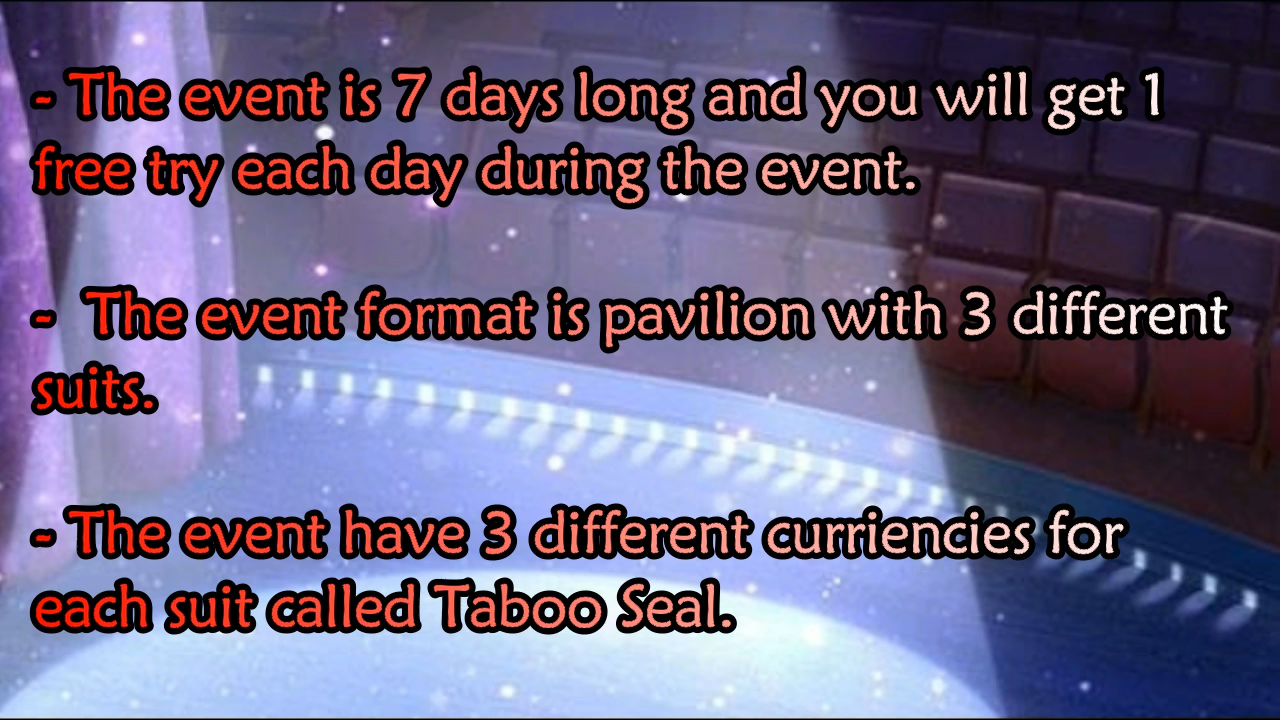 - The event is 7 days long and you will get 1
free try each day during the event.
- The event format is pavilion with 3 different
suits.
- The event have 3 different curriencies for
each suit called Taboo Seal.